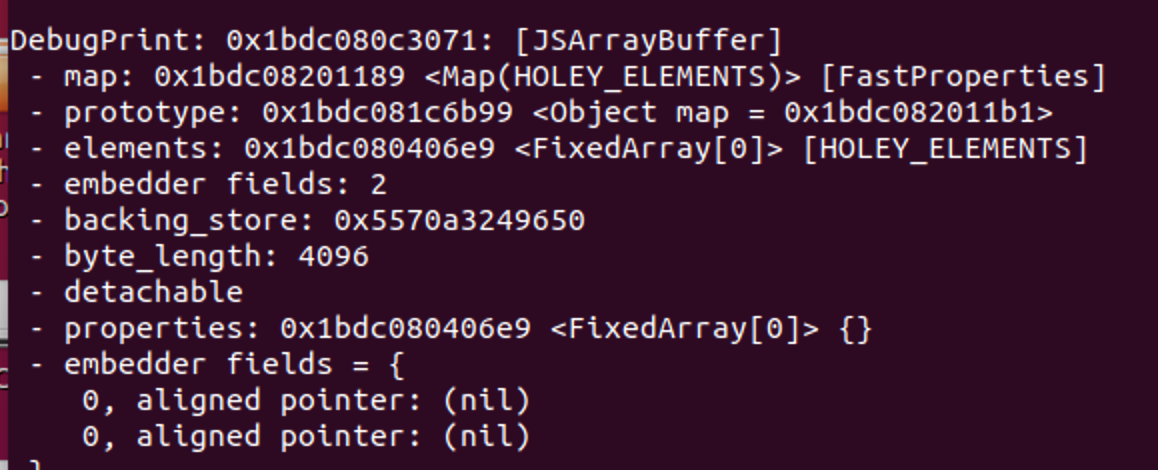 DebugPrint: 0x1bdc080c3071: [JSArrayBuffer]
- map: 0x1bdc08201189 <Map(HOLEY_ELEMENTS)> [FastProperties]
- prototype: 0x1bdc081c6b99 <Object map = 0x1bdc082011b1>
- elements: 0x1bdc080406e9 <FixedArray[0]> [HOLEY_ELEMENTS]
- embedder fields: 2
- backing_store: 0x5570a3249650
- byte_length: 4096
- detachable
- properties: 0x1bdc080406e9 <FixedArray[0]> {}
- embedder fields = {
0, aligned pointer: (nil)
0, aligned pointer: (nil)
}